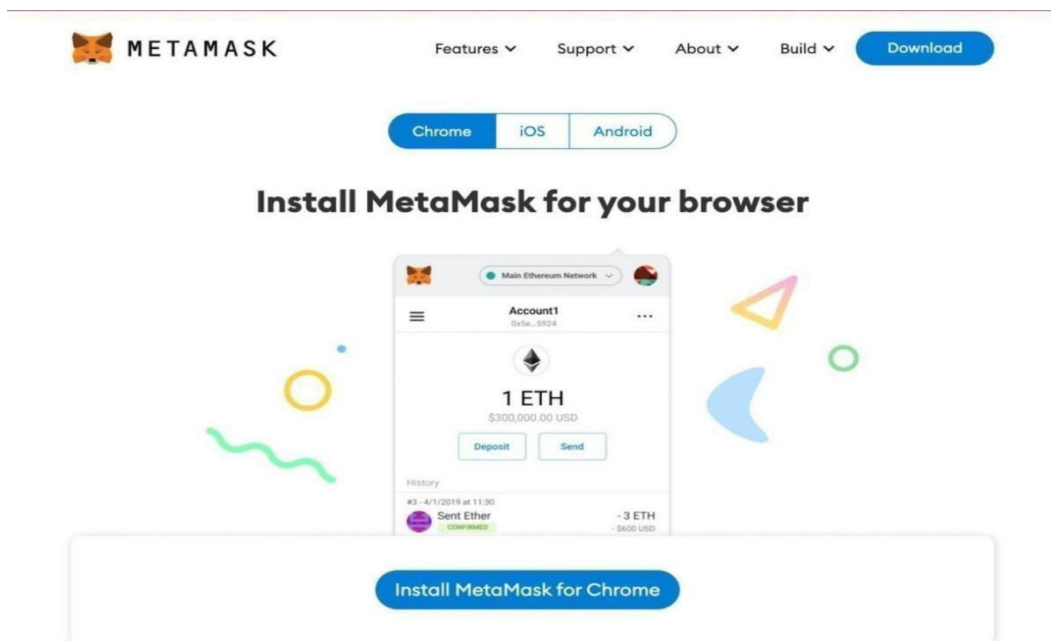 METAMASK
Features Support About Build Download
Chrome iOS Android
Install MetaMask for your browser
Main Ethereum Network
Account1
0x5e...5924
1 ETH
$300,000.00 USD
Deposit Send
History
#3 - 4/1/2019 at 11:30
Sent Ether - 3 ETH
CONFIRMED - $600 USD
Install MetaMask for Chrome